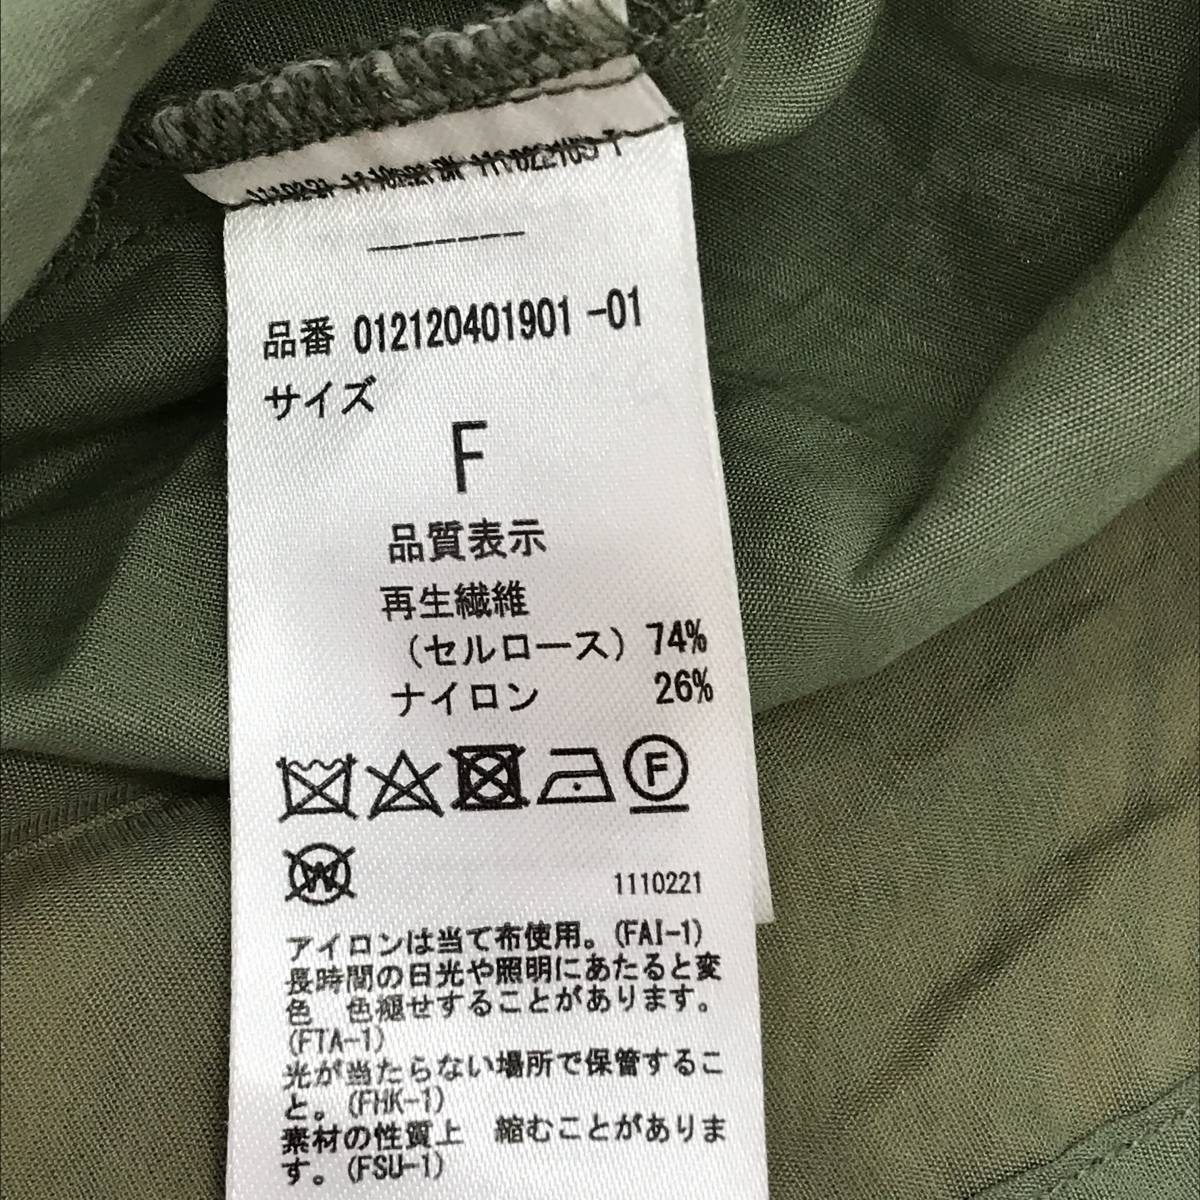 品番 012120401901 -01
サイズ
F
品質表示
再生繊維
（セルロース）74%
ナイロン 26%
F
W
1110221
アイロンは当て布使用。(FAI-1)
長時間の日光や照明にあたると変
色　色褪せすることがあります。
(FTA-1)
光が当たらない場所で保管するこ
と。(FHK-1)
素材の性質上　縮むことがありま
す。(FSU-1)